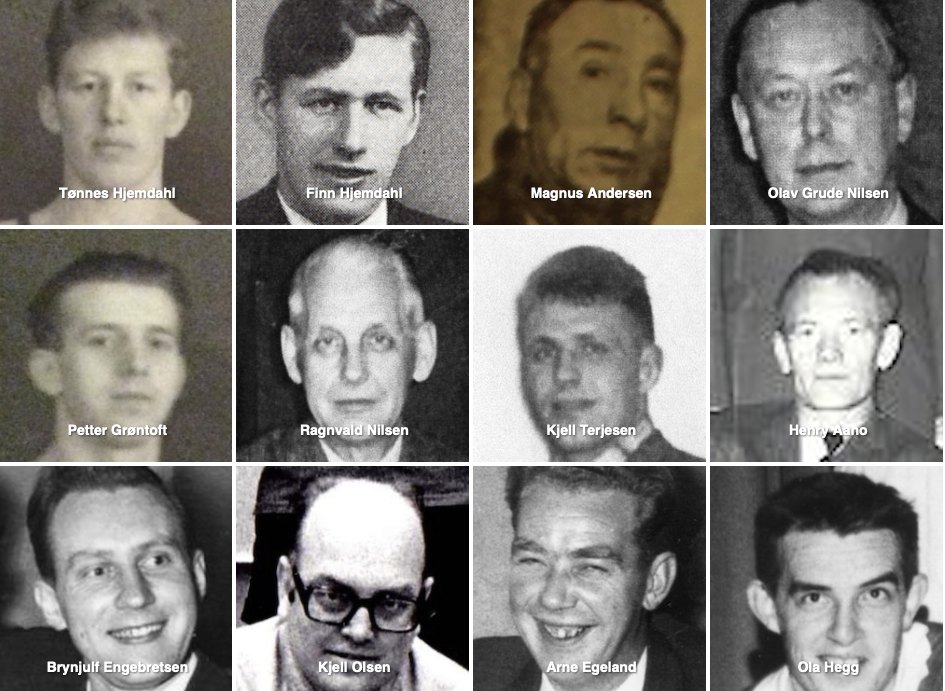 Tønnes Hjemdahl
Finn Hjemdahl
Magnus Andersen
Olav Grude Nilsen
Petter Grøntoft
Ragnvald Nilsen
Kjell Terjesen
Henry Aano
Brynjulf Engebretsen
Kjell Olsen
Arne Egeland
Ola Hegg